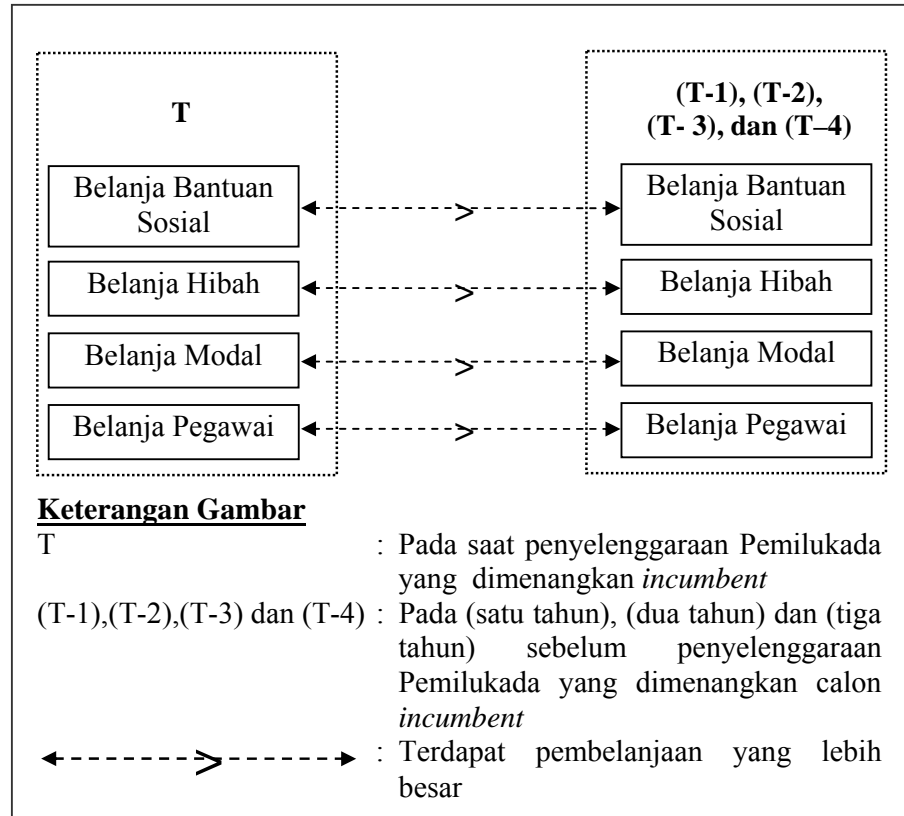 T
(T-1), (T-2),
(T- 3), dan (T–4)
Belanja Bantuan
Sosial
>
Belanja Bantuan
Sosial
Belanja Hibah
>
Belanja Hibah
Belanja Modal
>
Belanja Modal
Belanja Pegawai
>
Belanja Pegawai
Keterangan Gambar
T : Pada saat penyelenggaraan Pemilukada
yang dimenangkan incumbent
(T-1),(T-2),(T-3) dan (T-4) : Pada (satu tahun), (dua tahun) dan (tiga
tahun) sebelum penyelenggaraan
Pemilukada yang dimenangkan calon
incumbent
> : Terdapat pembelanjaan yang lebih
besar